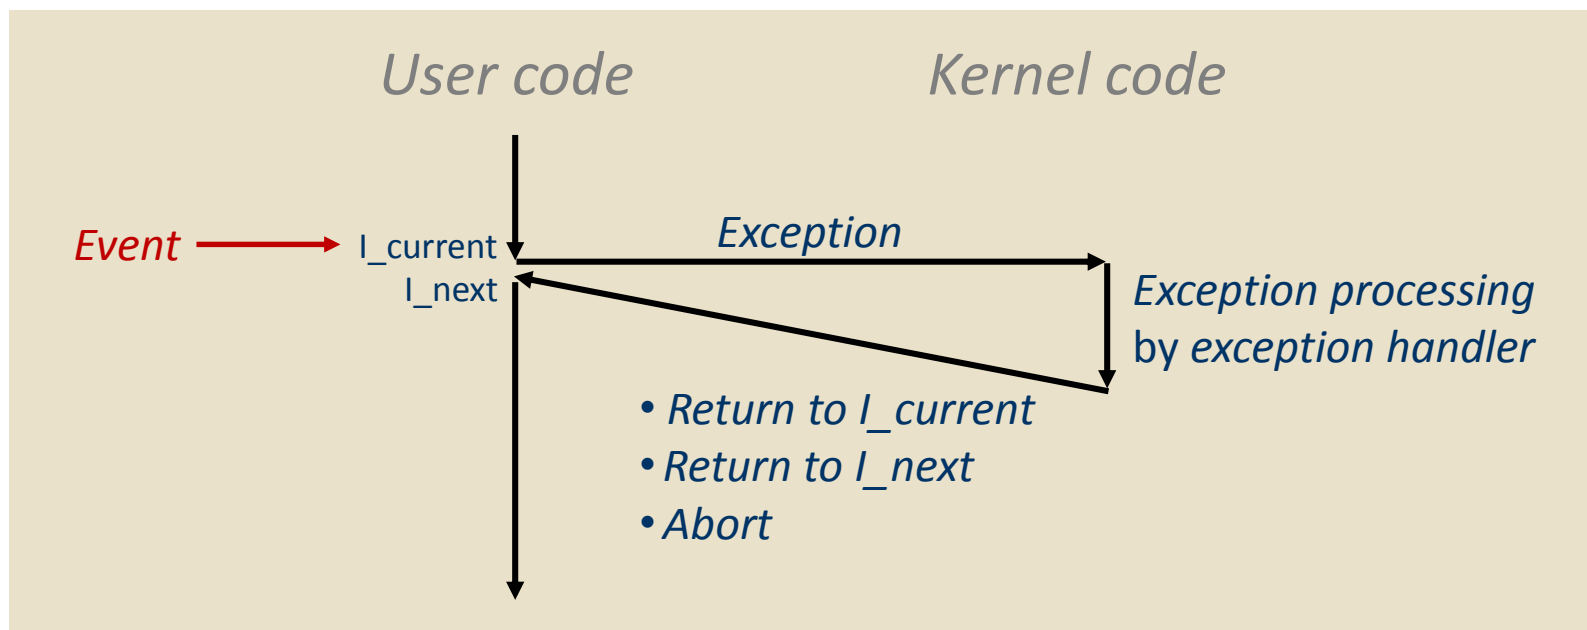 User code
Kernel code
Event
I_current
Exception
I_next
Exception processing
by exception handler
• Return to I_current
• Return to I_next
• Abort